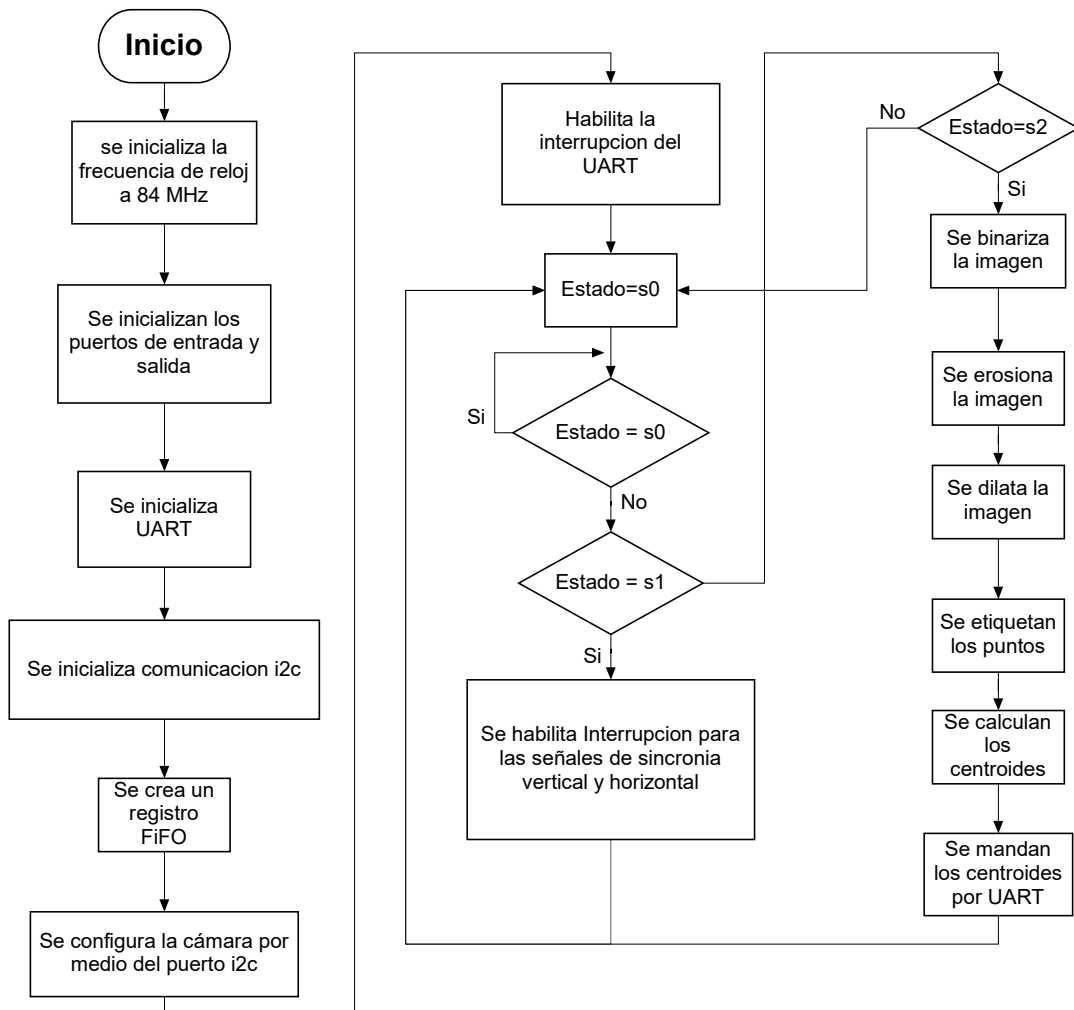 Inicio
se inicializa la
frecuencia de reloj
a 84 MHz
Se inicializan los
puertos de entrada y
salida
Se inicializa
UART
Se inicializa comunicacion i2c
Se crea un
registro
FiFO
Se configura la cámara por
medio del puerto i2c
Habilita la
interrupcion del
UART
Estado=s0
Si
Estado = s0
No
Estado = s1
Si
Se habilita Interrupcion para
las señales de sincronia
vertical y horizontal
No
Estado=s2
Si
Se binariza
la imagen
Se erosiona
la imagen
Se dilata la
imagen
Se etiquetan
los puntos
Se calculan
los
centroides
Se mandan
los centroides
por UART